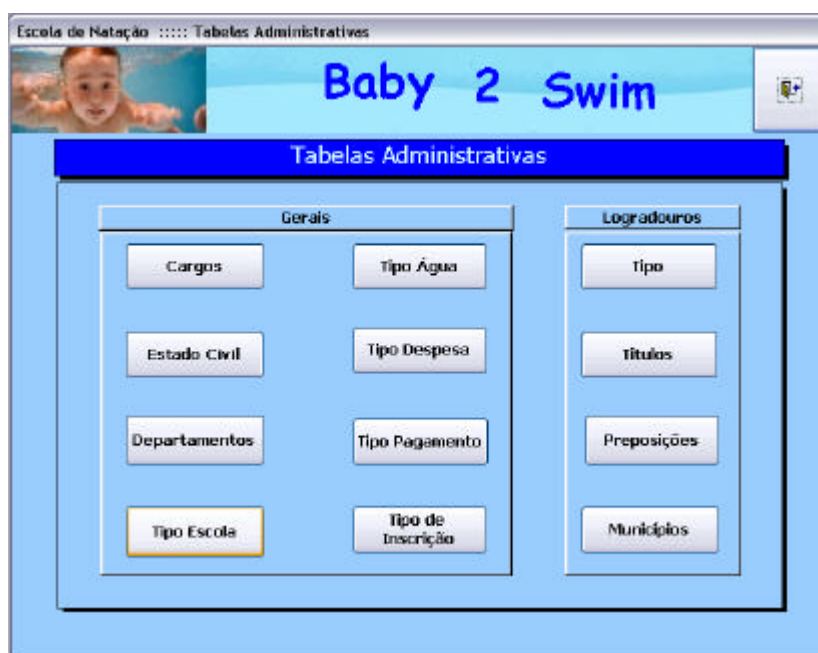 Escola de Natação ::::: Tabelas Administrativas
Baby 2 Swim
Tabelas Administrativas
Gerais
Cargos
Tipo Água
Estado Civil
Tipo Despesa
Departamentos
Tipo Pagamento
Tipo Escola
Tipo de
Inscrição
Logradouros
Tipo
Títulos
Preposições
Municípios